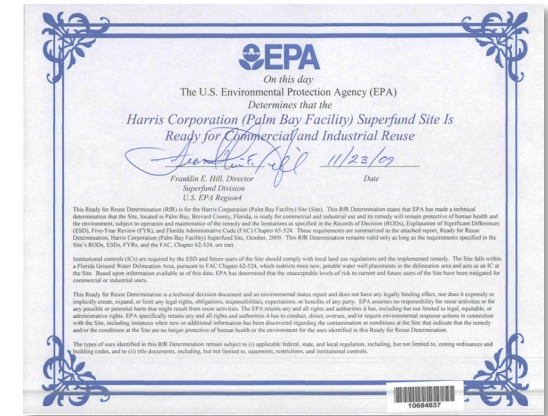 EPA
On this day
The U.S. Environmental Protection Agency (EPA)
Determines that the
Harris Corporation (Palm Bay Facility) Superfund Site Is
Ready for Commercial and Industrial Reuse
11/23/09
Franklin E. Hill, Director
Date
Superfund Division
U.S. EPA Region4
This Ready for Reuse Determination (RfR) is for the Harris Corporation (Palm Bay Facility) Site (Site). This RfR Determination states that EPA has made a technical
determination that the Site, located in Palm Bay, Brevard County, Florida, is ready for commercial and industrial use and its remedy will remain protective of human health and
the environment, subject to operation and maintenance of the remedy and the limitations as specified in the Records of Decision (RODs), Explanation of Significant Differences
(ESD), Five-Year Review (FYR), and Florida Administrative Code (FAC) Chapter 62-524. These requirements are summarized in the attached report, Ready for Reuse
Determination, Harris Corporation (Palm Bay Facility) Superfund Site, October, 2009. This RfR Determination remains valid only as long as the requirements specified in the
Site's RODs, ESDs, FYRs, and the FAC, Chapter 62-524, are met.
Institutional controls (ICs) are required by the ESD and future users of the Site should comply with local land use regulations and the implemented remedy. The Site falls within
a Florida Ground Water Delineation Area, pursuant to FAC Chapter 62-524, which restricts most new, potable water well placements in the delineation area and acts as an IC at
the Site. Based upon information available as of this date, EPA has determined that the unacceptable levels of risk to current and future users of the Site have been mitigated for
commercial or industrial users.
This Ready for Reuse Determination is a technical decision document and an environmental status report and does not have any legally binding effect, nor does it expressly or
implicitly create, expand, or limit any legal rights, obligations, responsibilities, expectations, or benefits of any party. EPA assumes no responsibility for reuse activities or for
any possible or potential harm that might result from reuse activities. The EPA retains any and all rights and authorities it has, including but not limited to legal, equitable, or
administrative rights. EPA specifically retains any and all rights and authorities it has to conduct, direct, oversee, and/or require environmental response actions in connection
with the Site, including instances when new or additional information has been discovered regarding the contamination or conditions at the Site that indicate that the remedy
and/or the conditions at the Site are no longer protective of human health or the environment for the uses identified in this Ready for Reuse Determination.
The types of uses identified in this RfR Determination remain subject to (i) applicable federal, state, and local regulation, including, but not limited to, zoning ordinances and
building codes, and to (ii) title documents, including, but not limited to, easements, restrictions, and institutional controls.
10684837